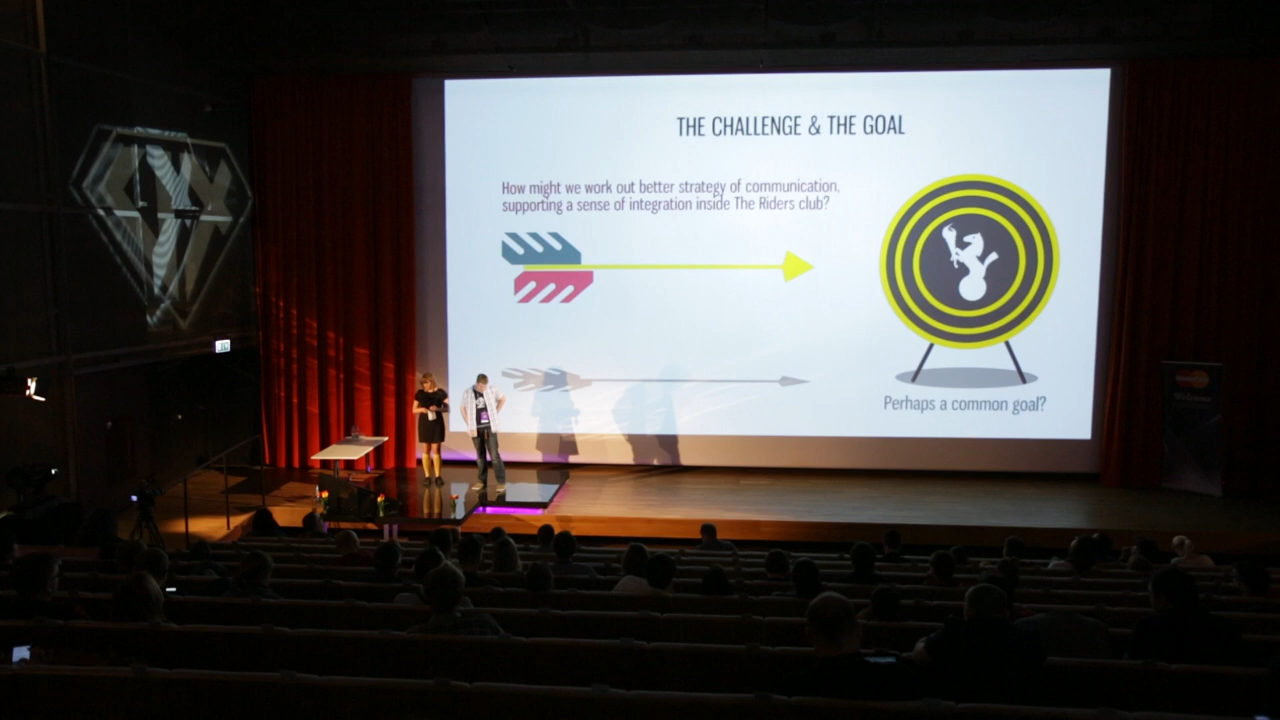 THE CHALLENGE & THE GOAL
How might we work out better strategy of communication,
supporting a sense of integration inside The Riders club?
Perhaps a common goal?